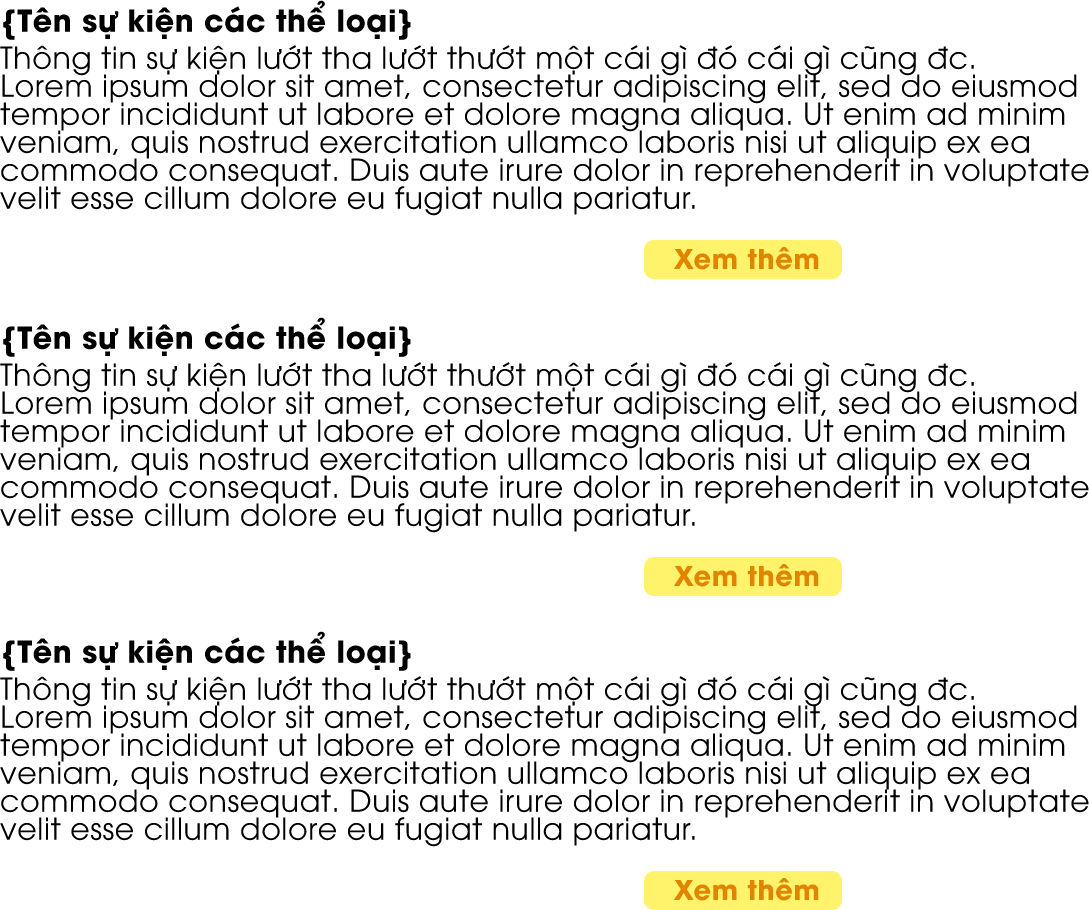 {Tên sự kiện các thể loại}
Thông tin sự kiện lướt tha lướt thướt một cái gì đó cái gì cũng đc.
Lorem ipsum dolor sit amet, consectetur adipiscing elit, sed do eiusmod
tempor incididunt ut labore et dolore magna aliqua. Ut enim ad minim
veniam, quis nostrud exercitation ullamco laboris nisi ut aliquip ex ea
commodo consequat. Duis aute irure dolor in reprehenderit in voluptate
velit esse cillum dolore eu fugiat nulla pariatur.
Xem thêm
{Tên sự kiện các thể loại}
Thông tin sự kiện lướt tha lướt thướt một cái gì đó cái gì cũng đc.
Lorem ipsum dolor sit amet, consectetur adipiscing elit, sed do eiusmod
tempor incididunt ut labore et dolore magna aliqua. Ut enim ad minim
veniam, quis nostrud exercitation ullamco laboris nisi ut aliquip ex ea
commodo consequat. Duis aute irure dolor in reprehenderit in voluptate
velit esse cillum dolore eu fugiat nulla pariatur.
Xem thêm
{Tên sự kiện các thể loại}
Thông tin sự kiện lướt tha lướt thướt một cái gì đó cái gì cũng đc.
Lorem ipsum dolor sit amet, consectetur adipiscing elit, sed do eiusmod
tempor incididunt ut labore et dolore magna aliqua. Ut enim ad minim
veniam, quis nostrud exercitation ullamco laboris nisi ut aliquip ex ea
commodo consequat. Duis aute irure dolor in reprehenderit in voluptate
velit esse cillum dolore eu fugiat nulla pariatur.
Xem thêm